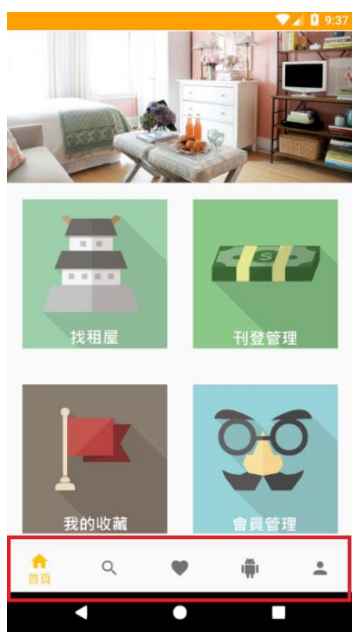 9:37
找租屋
刊登管理
我的收藏
會員管理
首頁